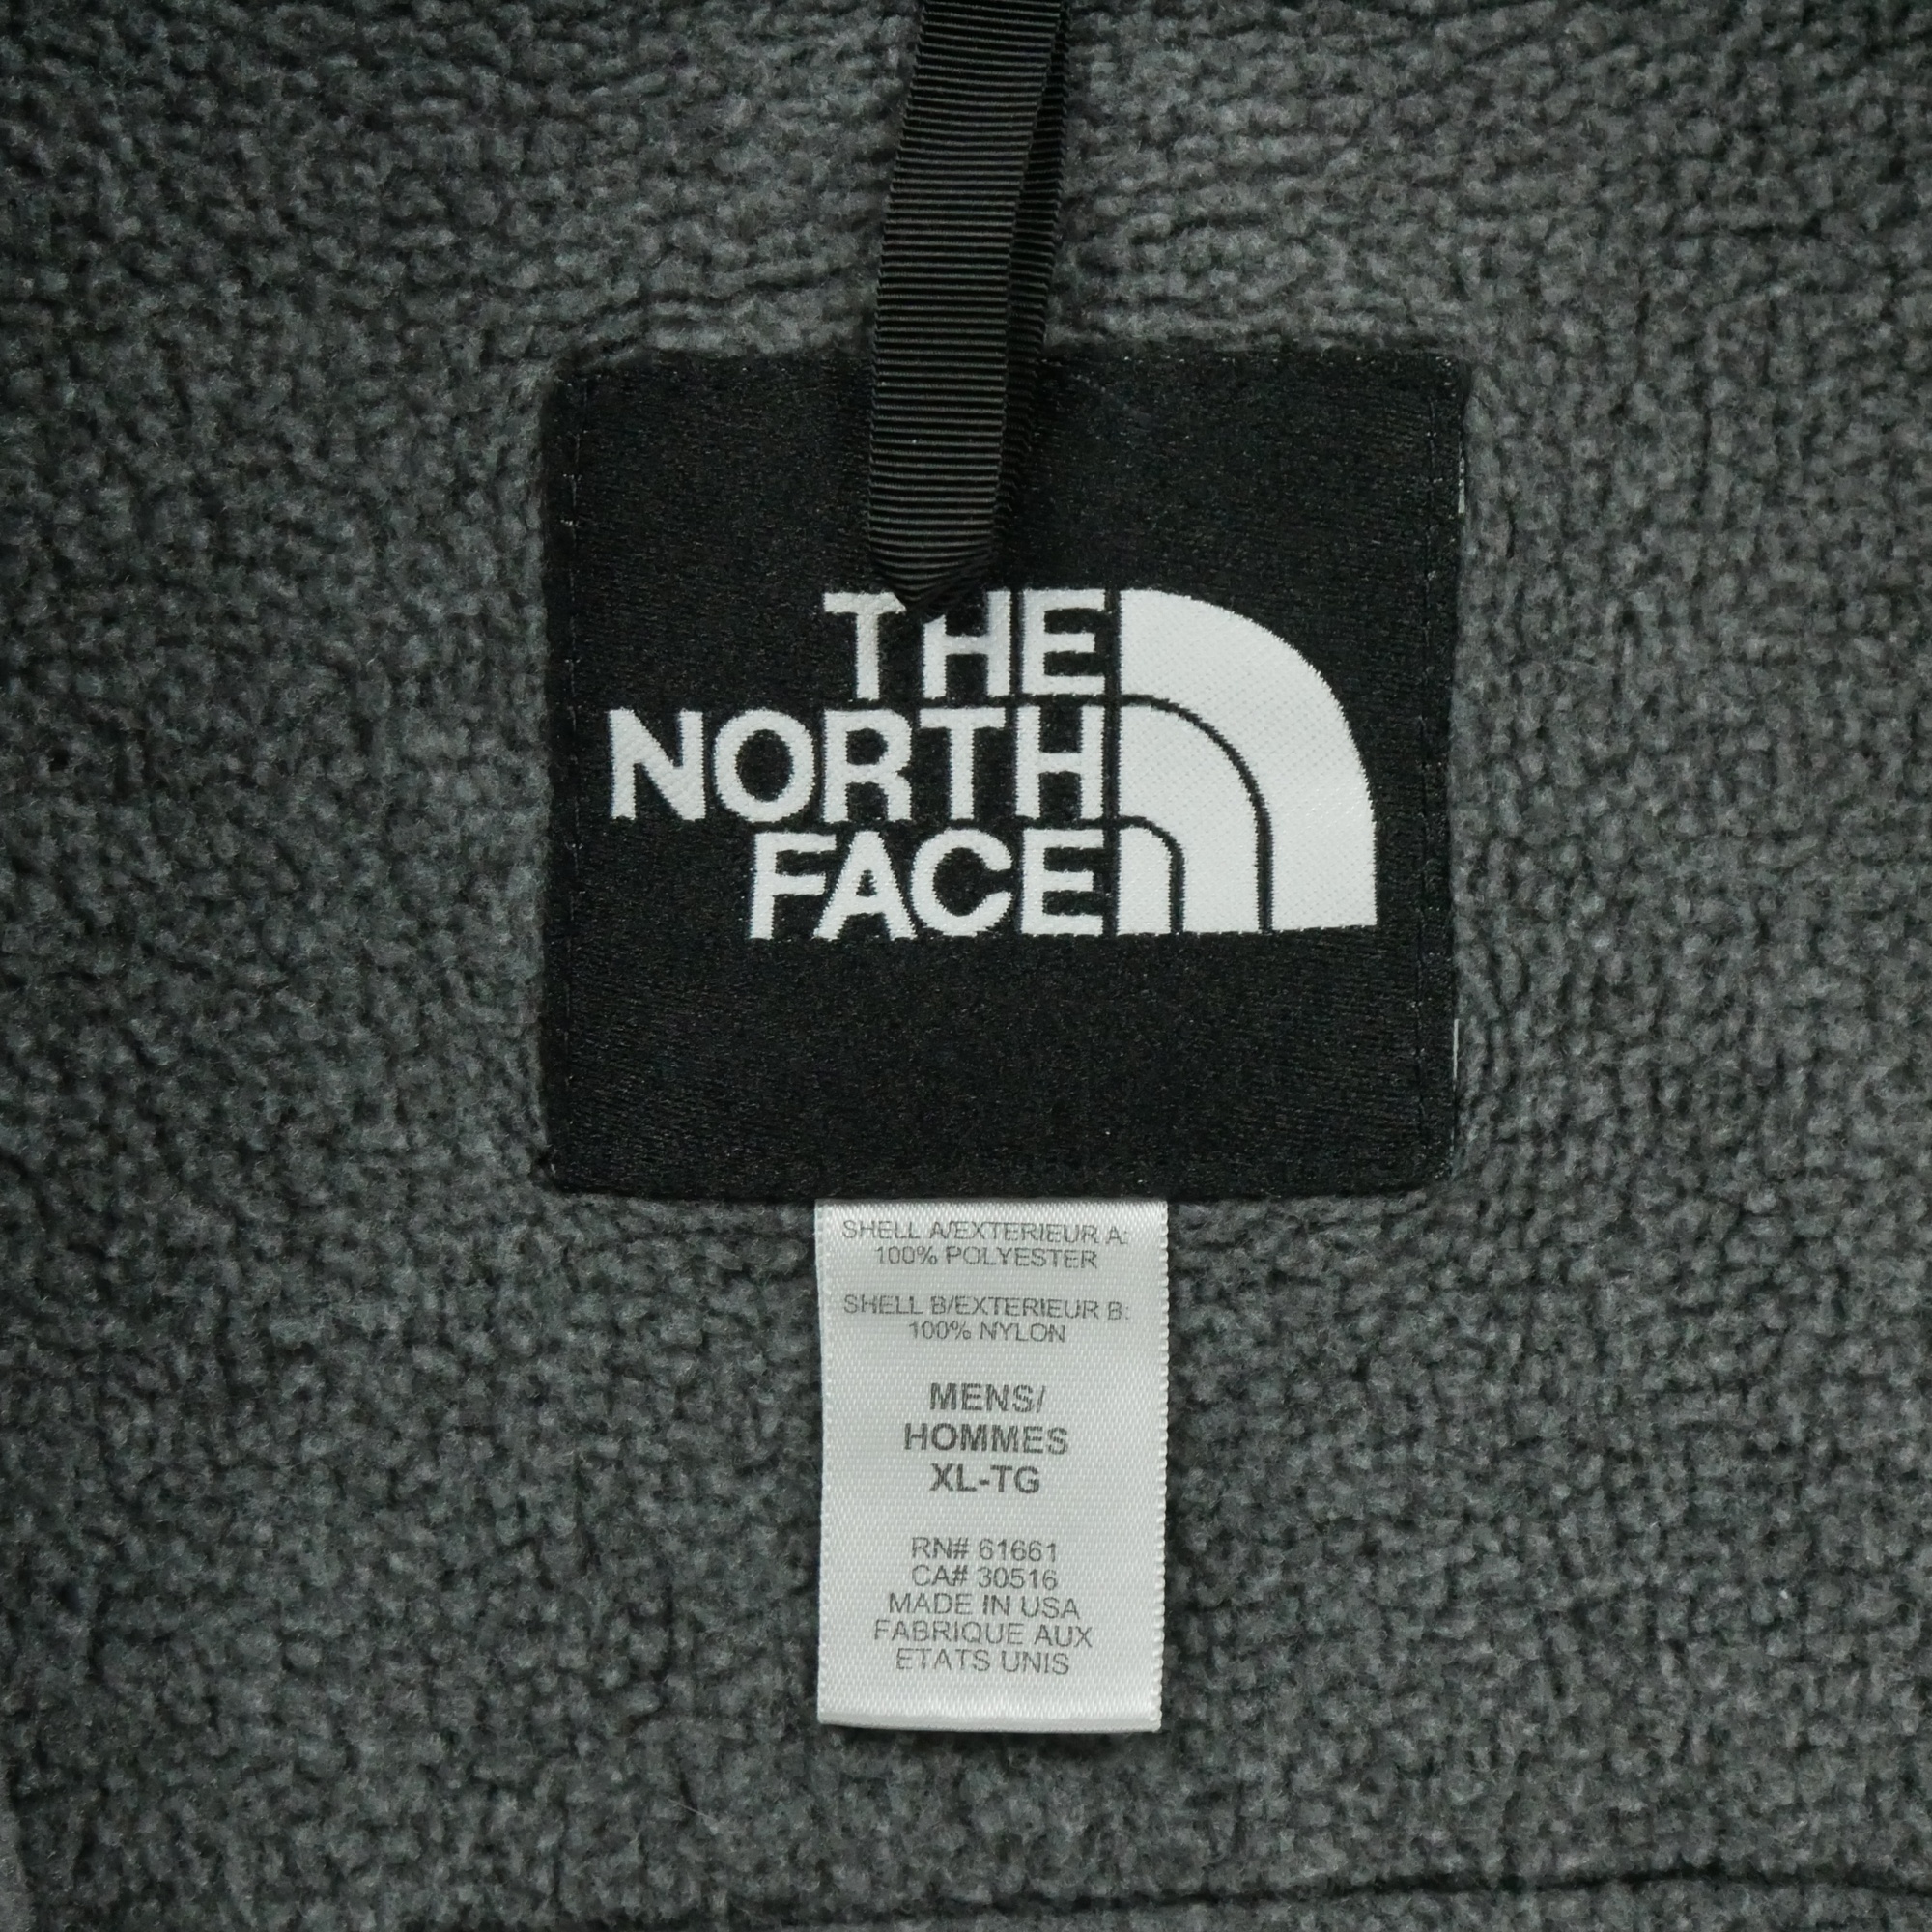 THE
NORTH
FACE
SHELL A/EXTERIEUR A:
100% POLYESTER
SHELL B/EXTERIEUR B:
100% NYLON
MENS/
HOMMES
XL-TG
RN# 61661
CA# 30516
MADE IN USA
FABRIQUE AUX
ETATS UNIS